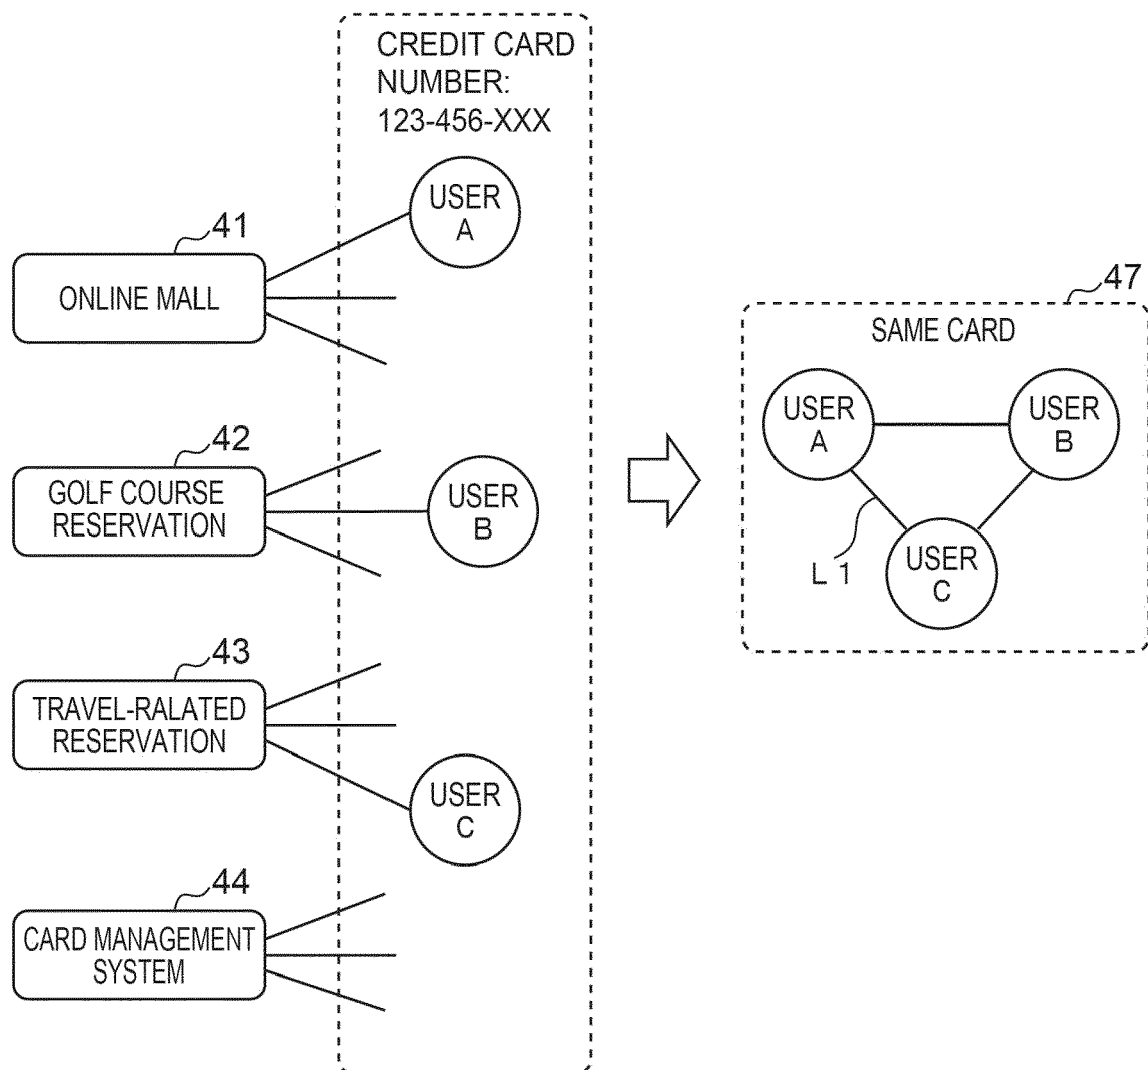 CREDIT CARD
NUMBER:
123-456-XXX
USER
A
41
ONLINE MALL
42
GOLF COURSE
RESERVATION
USER
B
43
TRAVEL-RALATED
RESERVATION
USER
C
44
CARD MANAGEMENT
SYSTEM
47
SAME CARD
USER
A
USER
B
L 1
USER
C